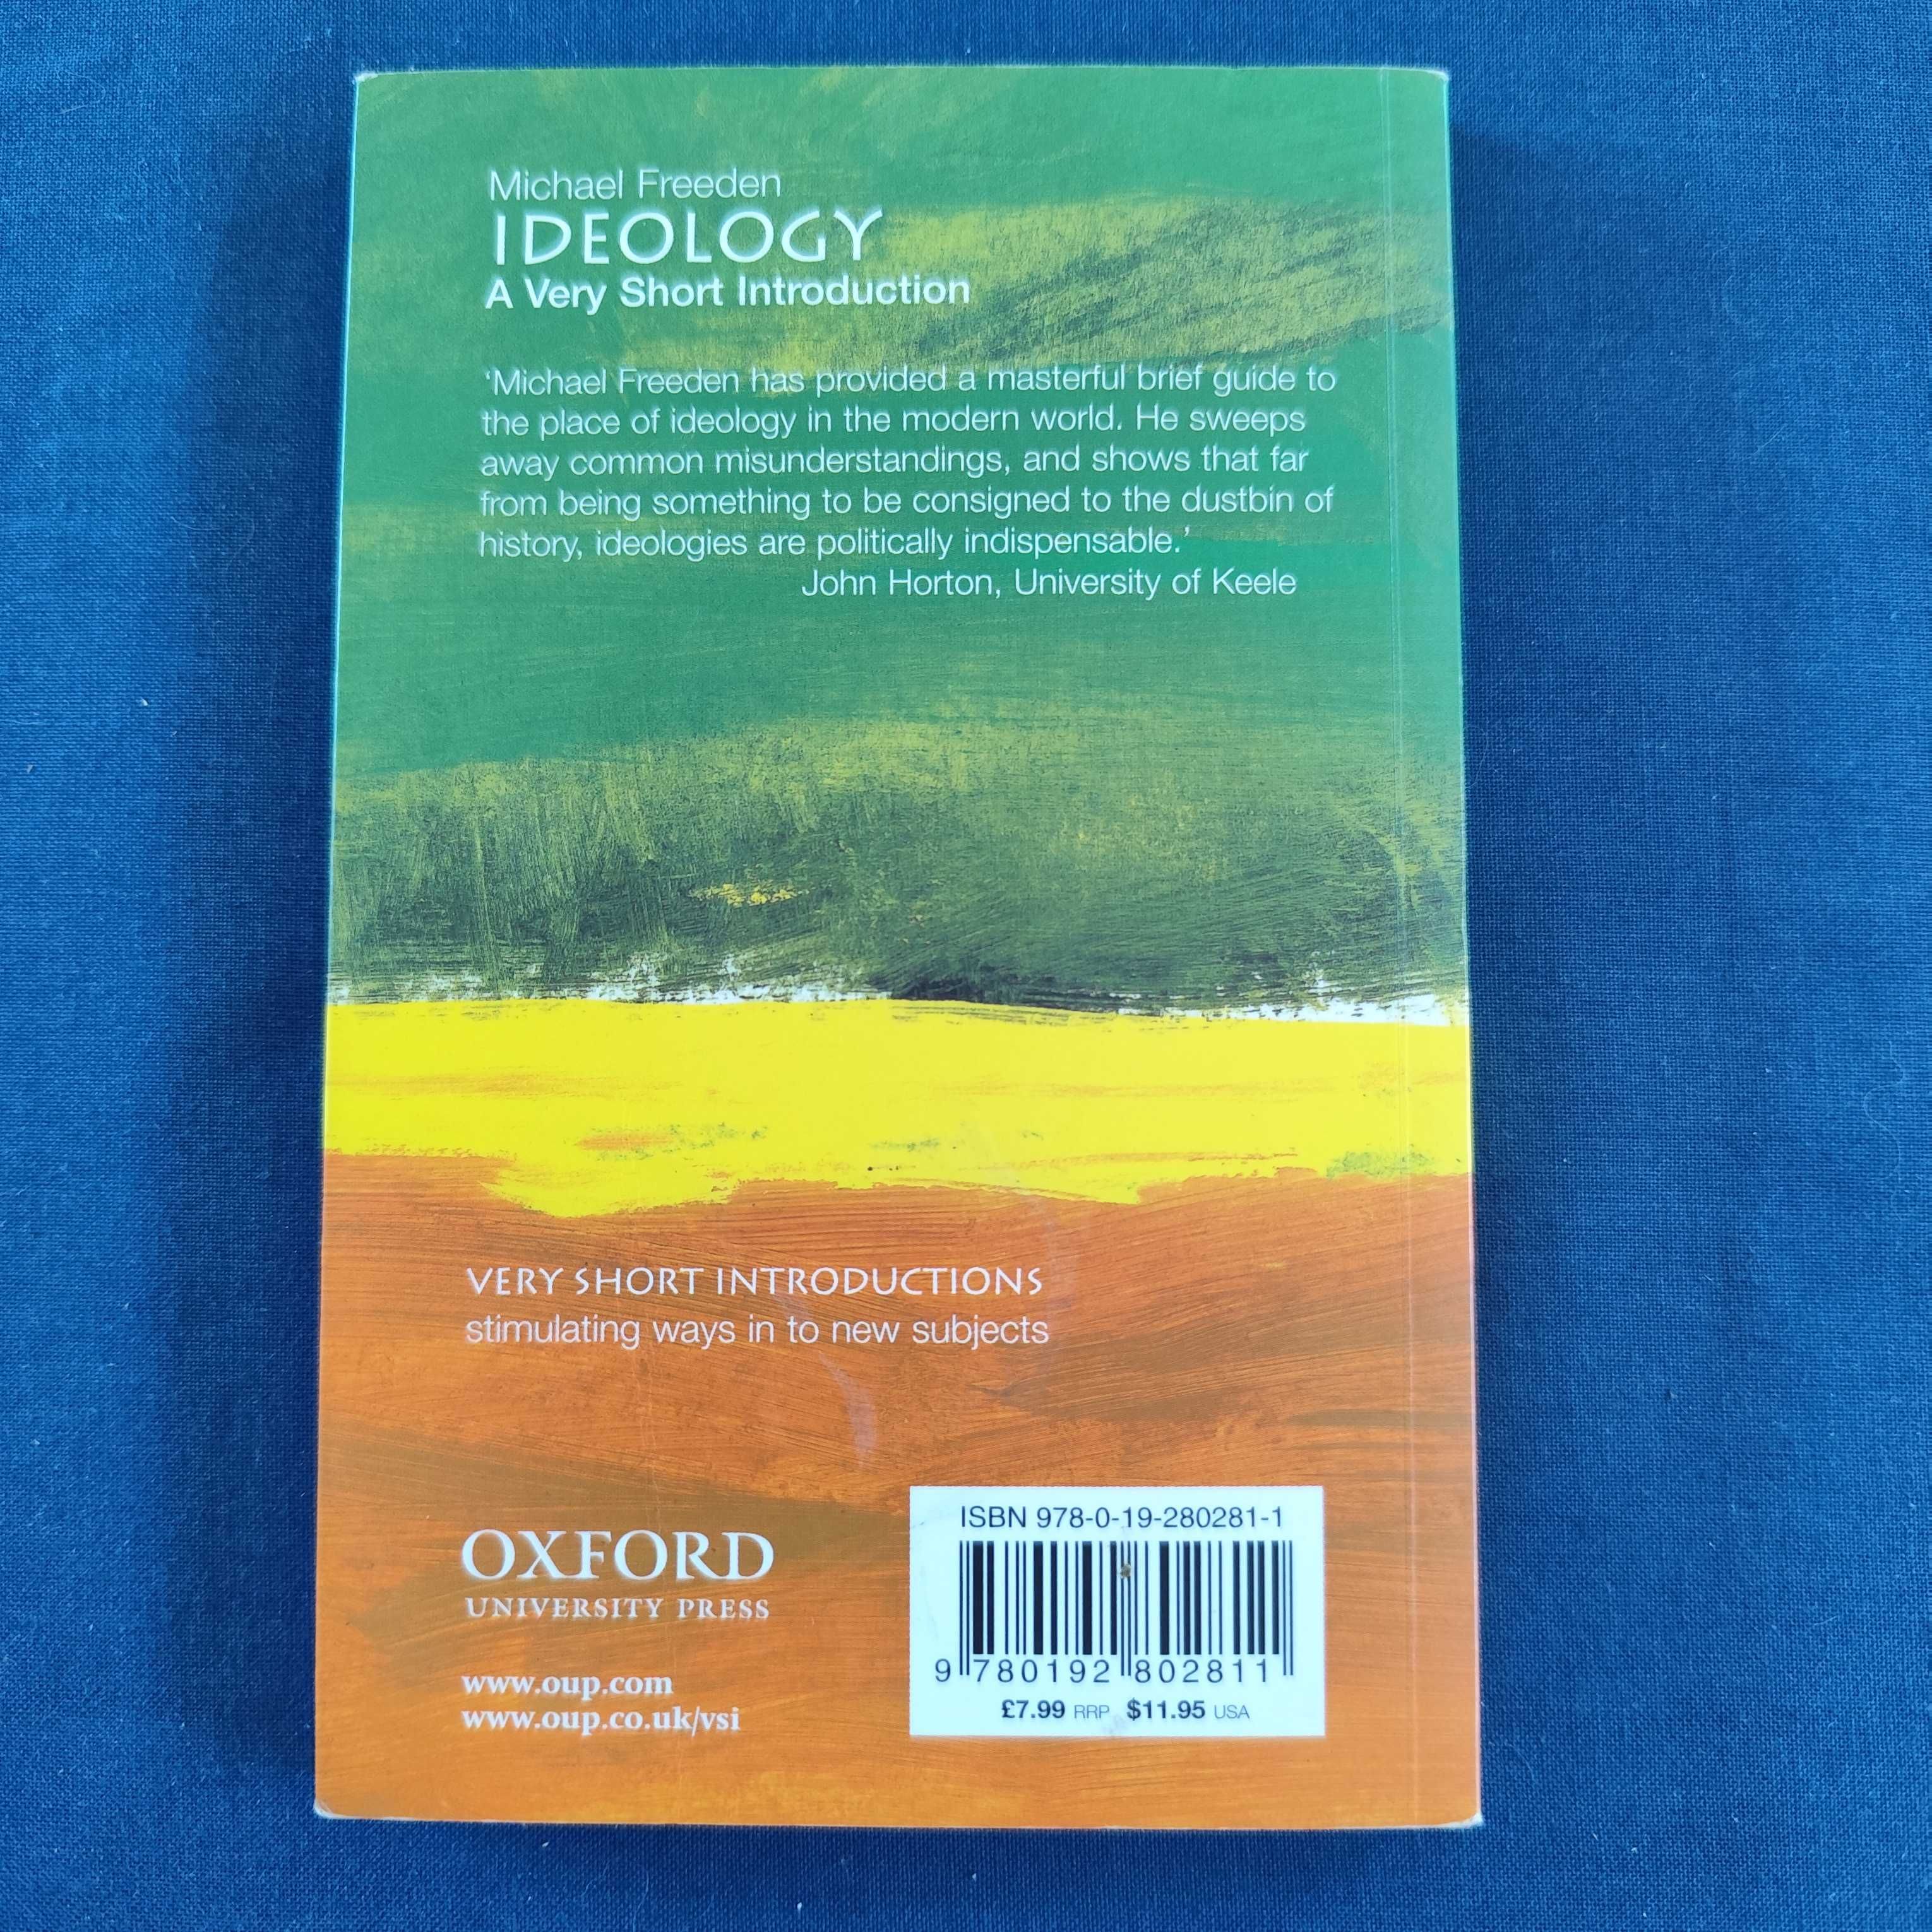 Michael Freeden
IDEOLOGY
A Very Short Introduction
‘Michael Freeden has provided a masterful brief guide to
the place of ideology in the modern world. He sweeps
away common misunderstandings, and shows that far
from being something to be consigned to the dustbin of
history, ideologies are politically indispensable.’
John Horton, University of Keele
VERY SHORT INTRODUCTIONS
stimulating ways in to new subjects
OXFORD
UNIVERSITY PRESS
www.oup.com
www.oup.co.uk/vsi
ISBN 978-0-19-280281-1
9 780192 802811
£7.99 RRP $11.95 USA